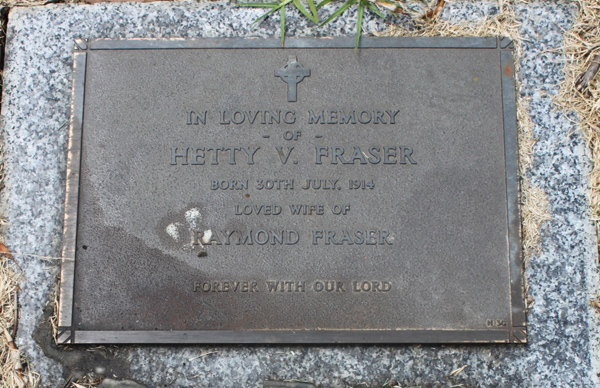 IN LOVING MEMORY
- OF -
HETTY V. FRASER
BORN 30TH JULY, 1914
LOVED WIFE OF
RAYMOND FRASER
FOREVER WITH OUR LORD